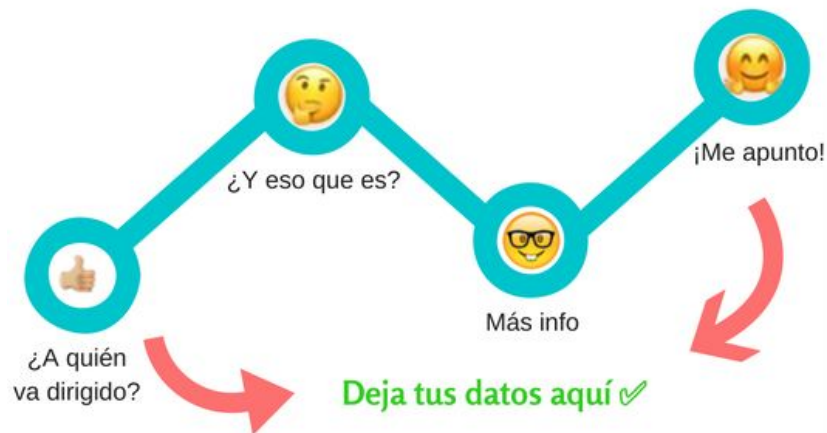 ¿Y eso que es?
¡Me apunto!
Más info
¿A quién
va dirigido?
Deja tus datos aquí ✅